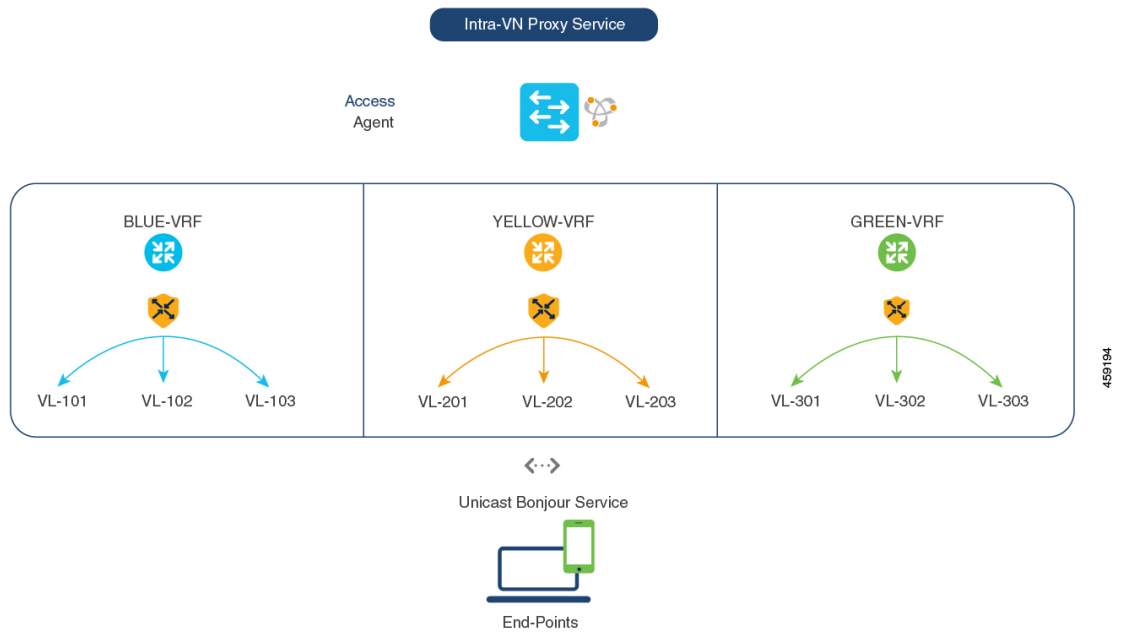 Intra-VN Proxy Service
Access
Agent
BLUE-VRF
YELLOW-VRF
GREEN-VRF
VL-101
VL-102
VL-103
VL-201
VL-202
VL-203
VL-301
VL-302
VL-303
459194
Unicast Bonjour Service
End-Points